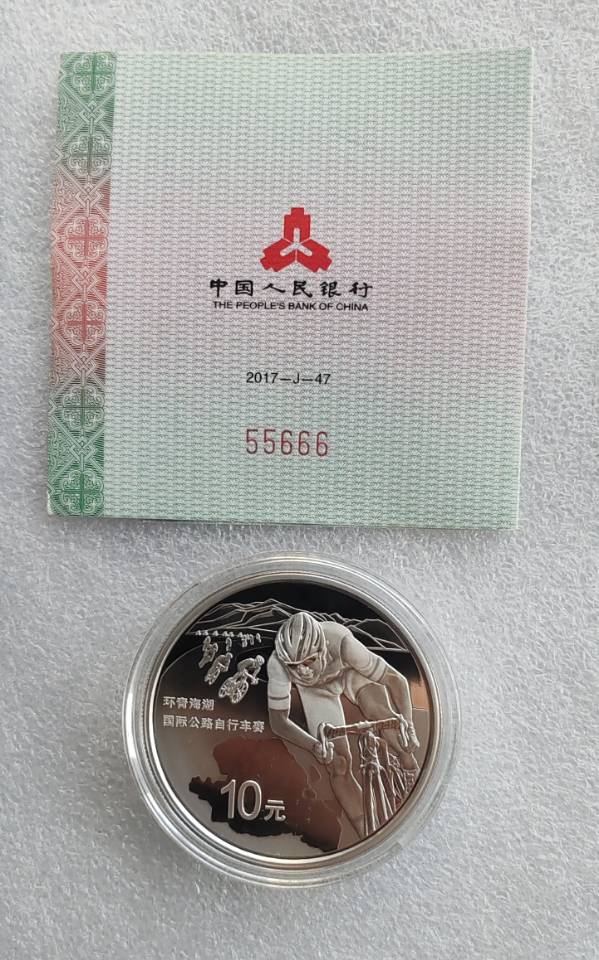 中国人民银行
THE PEOPLE'S BANK OF CHINA
2017-J-47
55666
环青海湖
国际公路自行车赛
10元